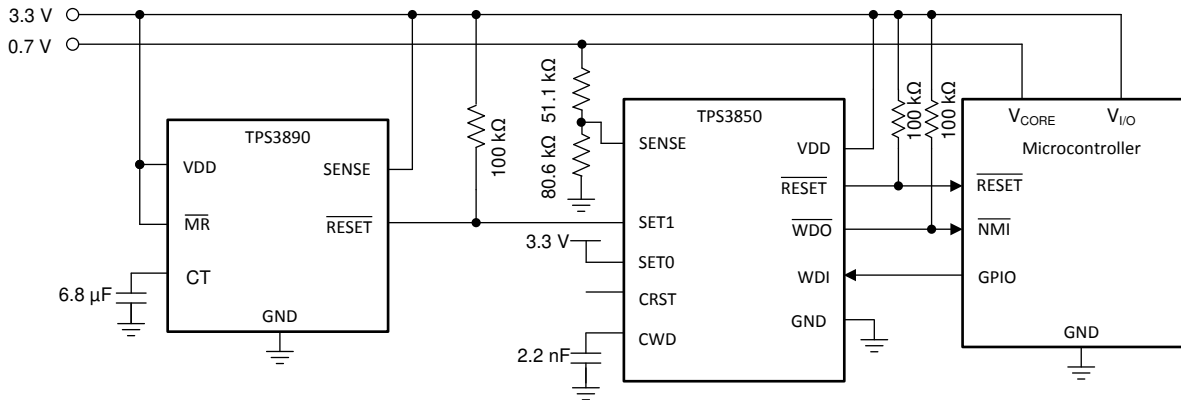 3.3 V
0.7 V
TPS3890
VDD
SENSE
MR
RESET
CT
GND
6.8 µF
100 kΩ
51.1 kΩ
80.6 kΩ
3.3 V
2.2 nF
TPS3850
SENSE
VDD
RESET
SET1
WDO
SET0
WDI
CRST
GND
CWD
100 kΩ
100 kΩ
VCORE
VI/O
Microcontroller
RESET
NMI
GPIO
GND